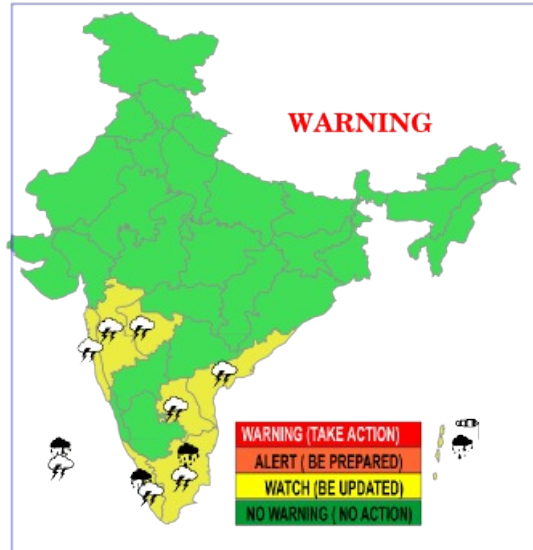 WARNING
WARNING (TAKE ACTION)
ALERT ( BE PREPARED)
WATCH (BE UPDATED)
NO WARNING ( NO ACTION)